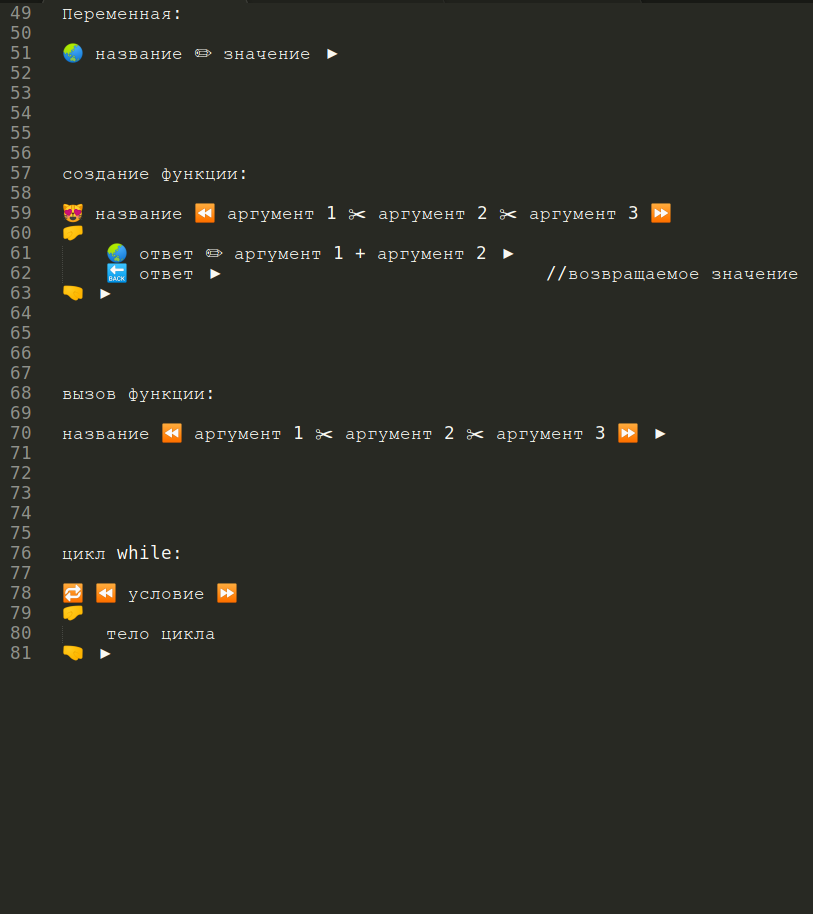 49 Переменная:
50
51 🌏 название ✏ значение ►
52
53
54
55
56
57 создание функции:
58
59 😻 название ⏪ аргумент 1 ✂ аргумент 2 ✂ аргумент 3 ⏩
60 🤛
61 🌏 ответ ✏ аргумент 1 + аргумент 2 ►
62 🔙 ответ ► //возвращаемое значение
63 🤜 ►
64
65
66
67
68 вызов функции:
69
70 название ⏪ аргумент 1 ✂ аргумент 2 ✂ аргумент 3 ⏩ ►
71
72
73
74
75
76 цикл while:
77
78 🔁 ⏪ условие ⏩
79 🤛
80 тело цикла
81 🤜 ►